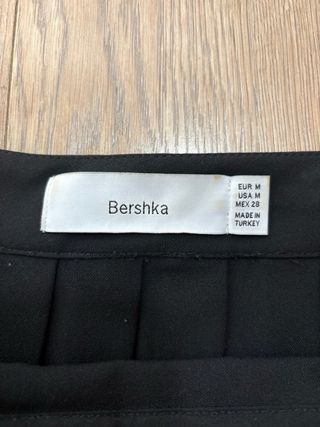 Bershka
EUR M
USA M
MEX 28
MADE IN
TURKEY